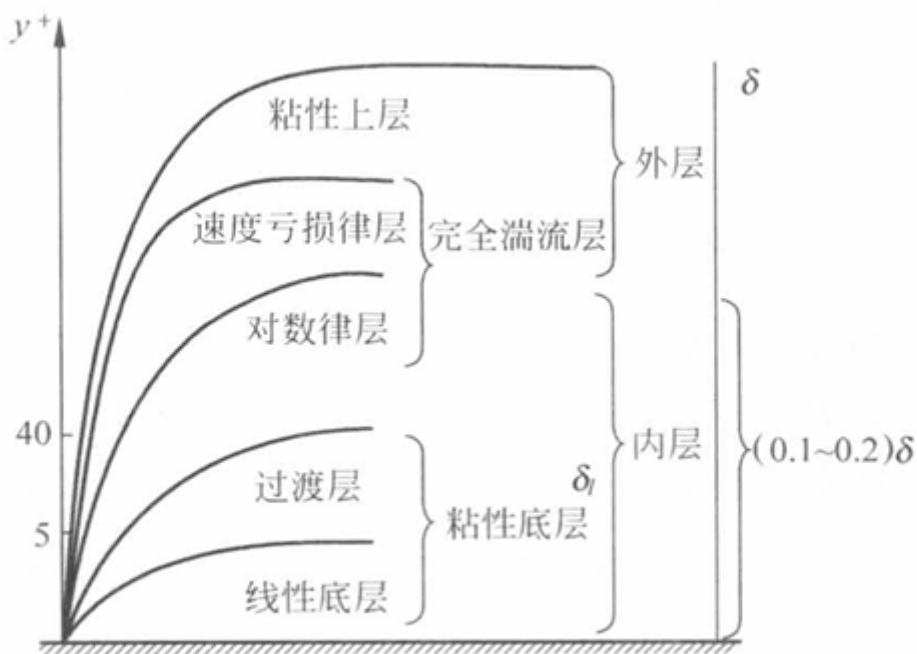 y⁺
δ
粘性上层
外层
速度亏损律层
完全湍流层
对数律层
40
(0.1~0.2)δ
内层
过渡层
δₗ
粘性底层
5
线性底层